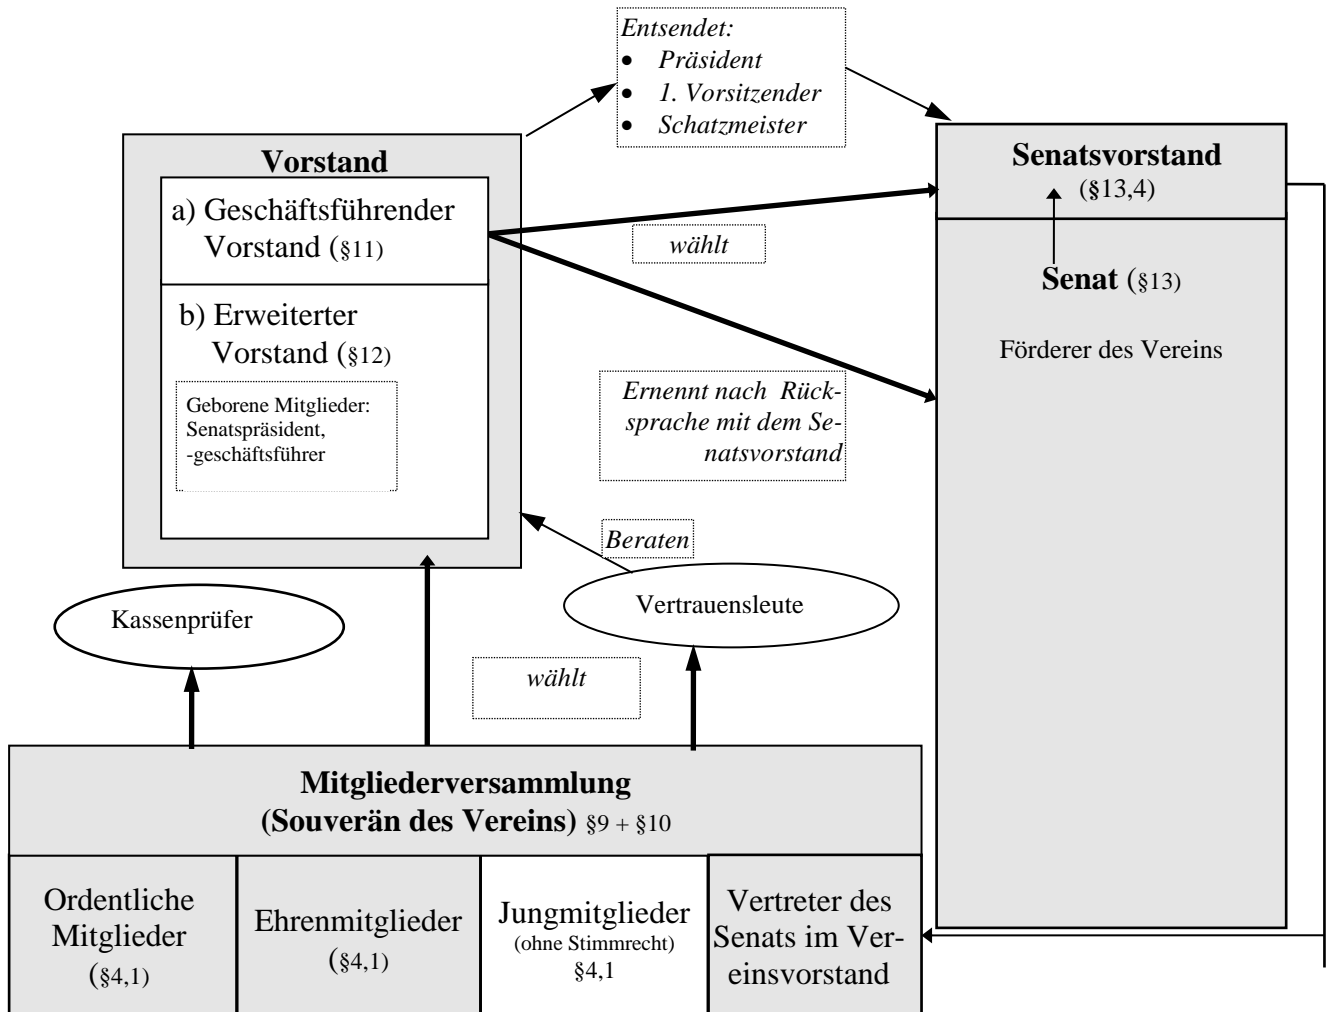 Entsendet:
• Präsident
• 1. Vorsitzender
• Schatzmeister
Vorstand
a) Geschäftsführender
Vorstand (§11)
b) Erweiterter
Vorstand (§12)
Geborene Mitglieder:
Senatspräsident,
-geschäftsführer
Senatsvorstand
(§13,4)
wählt
Senat (§13)
Förderer des Vereins
Ernennt nach Rück-
sprache mit dem Se-
natsvorstand
Beraten
Kassenprüfer
Vertrauensleute
wählt
Mitgliederversammlung
(Souverän des Vereins) §9 + §10
Ordentliche
Mitglieder
(§4,1)
Ehrenmitglieder
(§4,1)
Jungmitglieder
(ohne Stimmrecht)
§4,1
Vertreter des
Senats im Ver-
einsvorstand